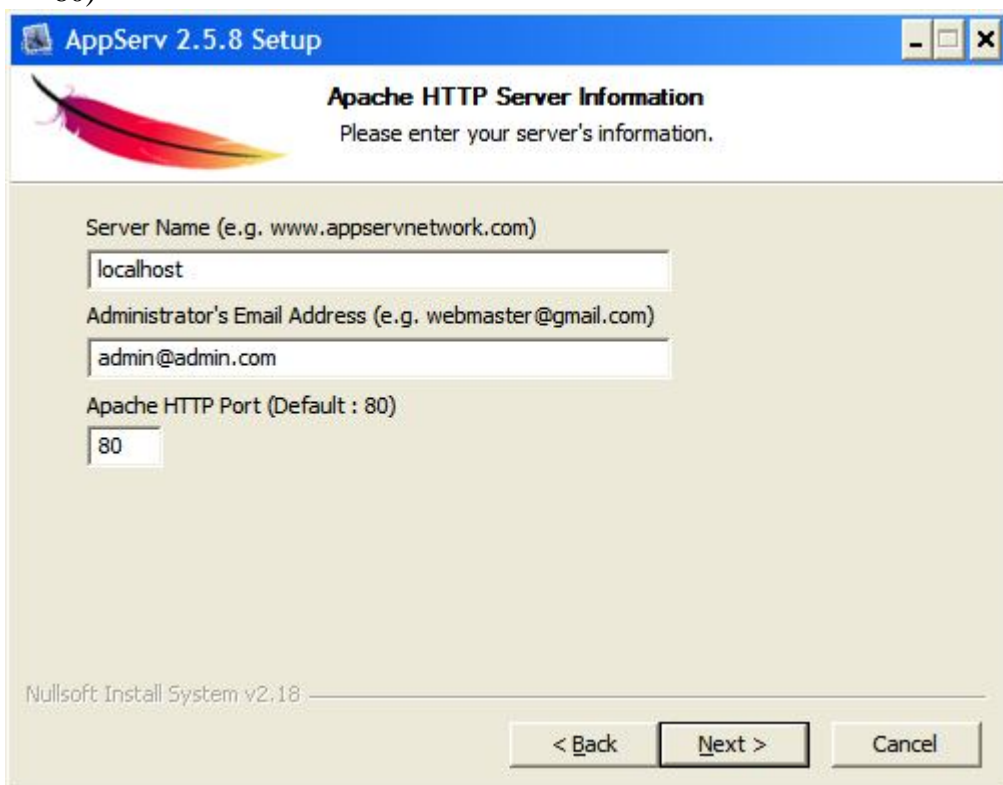 AppServ 2.5.8 Setup
Apache HTTP Server Information
Please enter your server's information.
Server Name (e.g. www.appservnetwork.com)
localhost
Administrator's Email Address (e.g. webmaster@gmail.com)
admin@admin.com
Apache HTTP Port (Default : 80)
80
Nullsoft Install System v2.18
< Back
Next >
Cancel